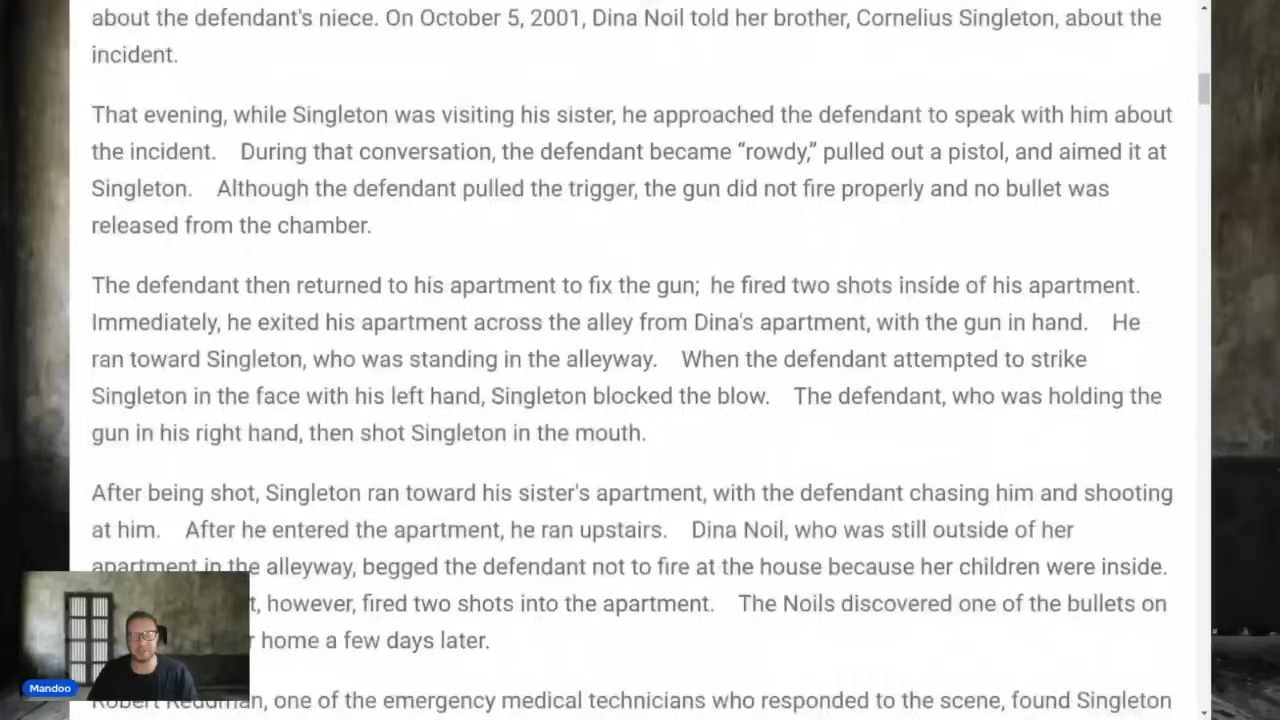 about the defendant's niece. On October 5, 2001, Dina Noil told her brother, Cornelius Singleton, about the
incident.
That evening, while Singleton was visiting his sister, he approached the defendant to speak with him about
the incident. During that conversation, the defendant became “rowdy,” pulled out a pistol, and aimed it at
Singleton. Although the defendant pulled the trigger, the gun did not fire properly and no bullet was
released from the chamber.
The defendant then returned to his apartment to fix the gun; he fired two shots inside of his apartment.
Immediately, he exited his apartment across the alley from Dina's apartment, with the gun in hand. He
ran toward Singleton, who was standing in the alleyway. When the defendant attempted to strike
Singleton in the face with his left hand, Singleton blocked the blow. The defendant, who was holding the
gun in his right hand, then shot Singleton in the mouth.
After being shot, Singleton ran toward his sister's apartment, with the defendant chasing him and shooting
at him. After he entered the apartment, he ran upstairs. Dina Noil, who was still outside of her
apartment in the alleyway, begged the defendant not to fire at the house because her children were inside.
however, fired two shots into the apartment. The Noils discovered one of the bullets on
home a few days later.
Robert Reddman, one of the emergency medical technicians who responded to the scene, found Singleton
Mandoo